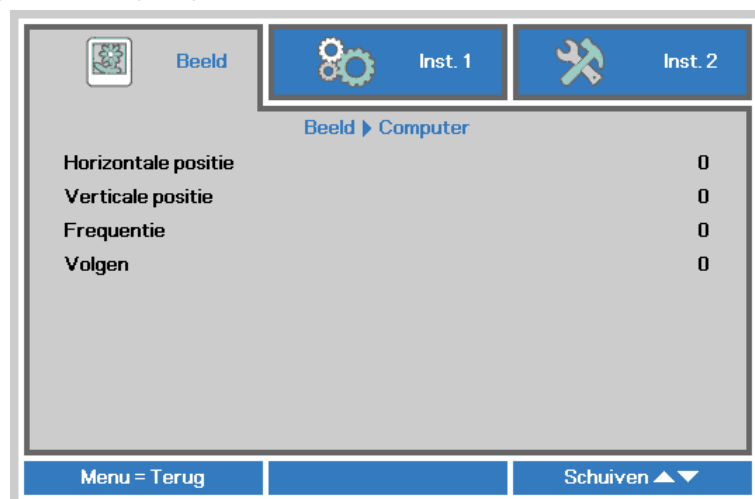 Beeld Inst. 1 Inst. 2
Beeld Computer
Horizontale positie 0
Verticale positie 0
Frequentie 0
Volgen 0
Menu = Terug Schuiven